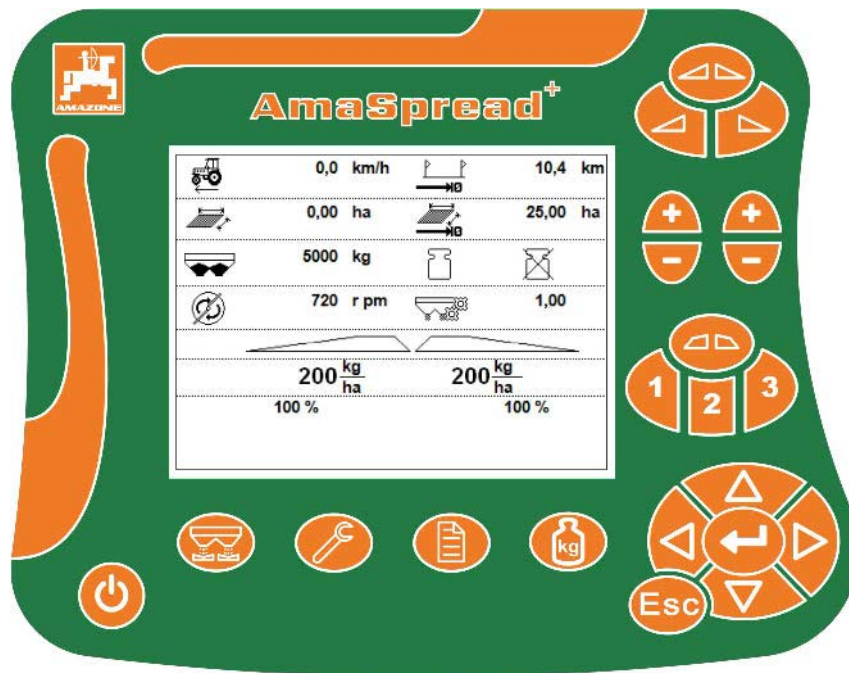 AMAZONE
AmaSpread+
0,0 km/h 10,4 km
0,00 ha 25,00 ha
5000 kg
720 r pm 1,00
200 kg/ha 200 kg/ha
100 % 100 %
+ +
- -
1 2 3
kg
Esc